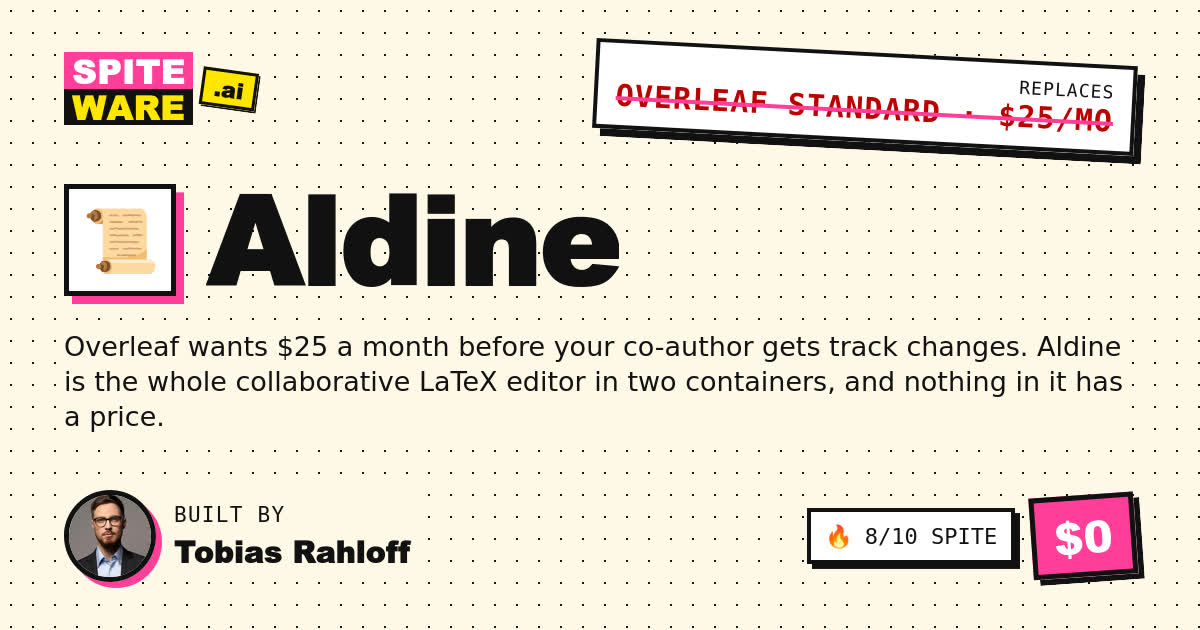 SPITE
WARE
.ai
REPLACES
OVERLEAF STANDARD · $25/MO
Aldine
Overleaf wants $25 a month before your co-author gets track changes. Aldine
is the whole collaborative LaTeX editor in two containers, and nothing in it has
a price.
BUILT BY
Tobias Rahloff
🔥 8/10 SPITE
$0